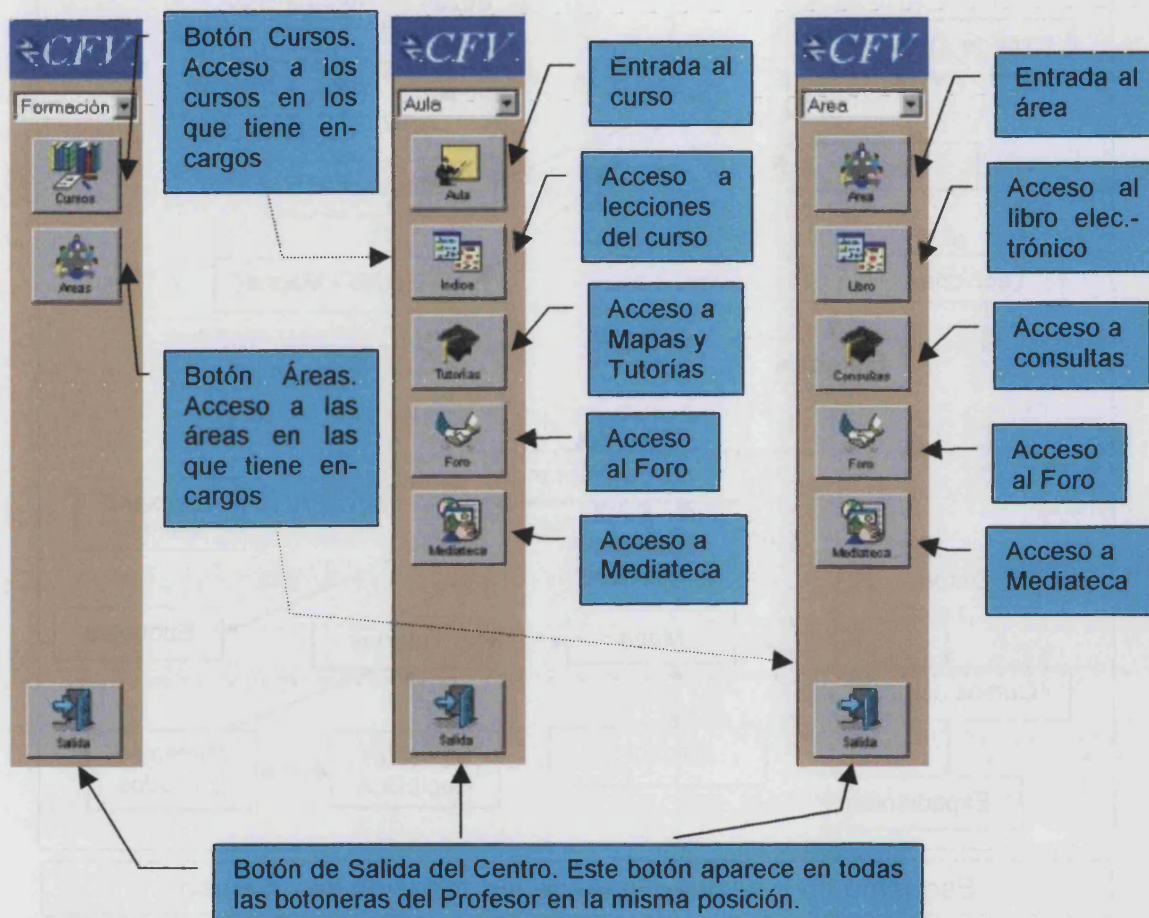 CFV
Formación
Cursos
Areas
Salida
Botón Cursos.
Acceso a los
cursos en los
que tiene en-
cargos
Botón Áreas.
Acceso a las
áreas en las
que tiene en-
cargos
CFV
Aula
Aula
Indice
Tutorías
Foro
Mediateca
Salida
Entrada al
curso
Acceso a
lecciones
del curso
Acceso a
Mapas y
Tutorías
Acceso
al Foro
Acceso a
Mediateca
CFV
Area
Area
Libro
Consultas
Foro
Mediateca
Salida
Entrada al
área
Acceso al
libro elec.-
trónico
Acceso a
consultas
Acceso
al Foro
Acceso a
Mediateca
Botón de Salida del Centro. Este botón aparece en todas
las botoneras del Profesor en la misma posición.